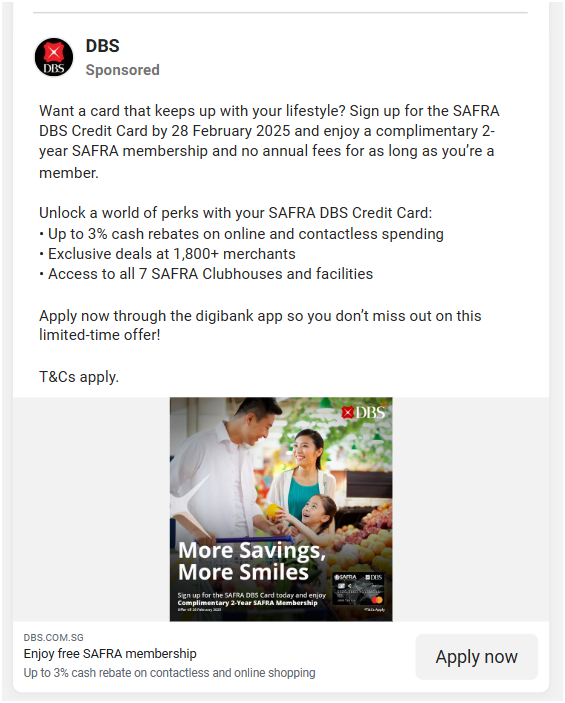 DBS
DBS
Sponsored
Want a card that keeps up with your lifestyle? Sign up for the SAFRA
DBS Credit Card by 28 February 2025 and enjoy a complimentary 2-
year SAFRA membership and no annual fees for as long as you’re a
member.
Unlock a world of perks with your SAFRA DBS Credit Card:
• Up to 3% cash rebates on online and contactless spending
• Exclusive deals at 1,800+ merchants
• Access to all 7 SAFRA Clubhouses and facilities
Apply now through the digibank app so you don’t miss out on this
limited-time offer!
T&Cs apply.
DBS
More Savings,
More Smiles
SAFRA DBS
Sign up for the SAFRA DBS Card today and enjoy
Complimentary 2-Year SAFRA Membership
*T&Cs Apply
DBS.COM.SG
Enjoy free SAFRA membership
Up to 3% cash rebate on contactless and online shopping
Apply now